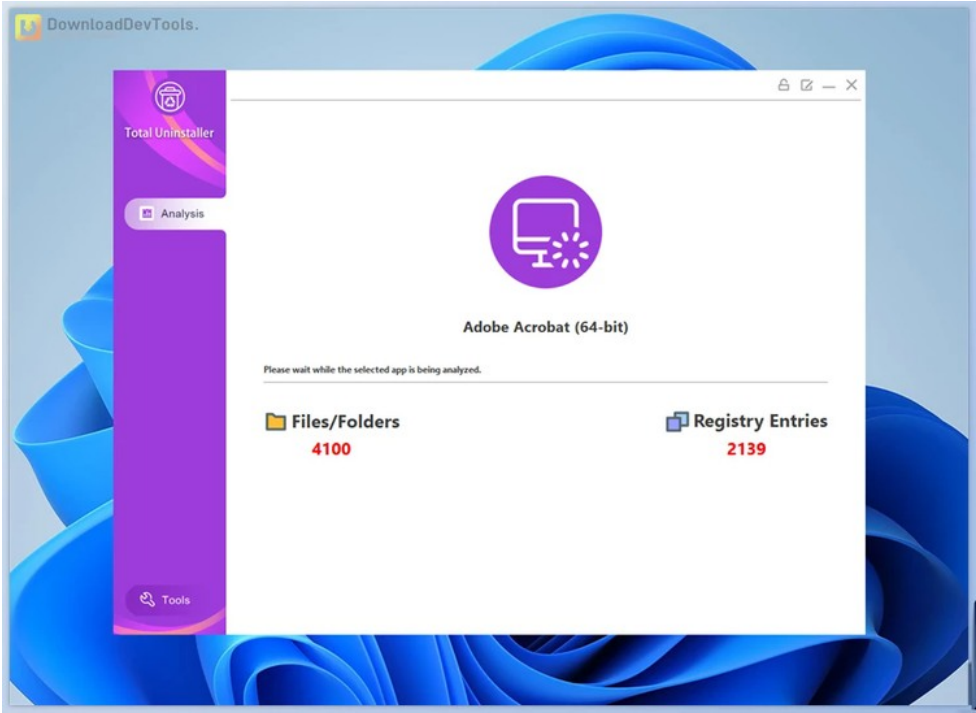 DownloadDevTools.
Total Uninstaller
Analysis
Adobe Acrobat (64-bit)
Please wait while the selected app is being analyzed.
Files/Folders
4100
Registry Entries
2139
Tools